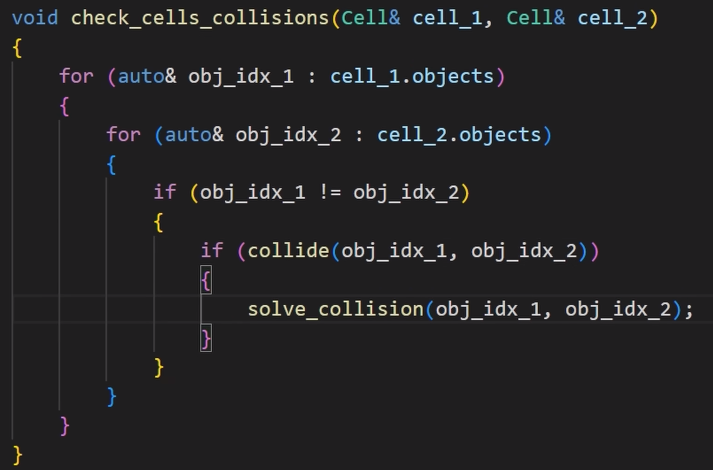 void check_cells_collisions(Cell& cell_1, Cell& cell_2)
{
    for (auto& obj_idx_1 : cell_1.objects)
    {
        for (auto& obj_idx_2 : cell_2.objects)
        {
            if (obj_idx_1 != obj_idx_2)
            {
                if (collide(obj_idx_1, obj_idx_2))
                {
                    solve_collision(obj_idx_1, obj_idx_2);
                }
            }
        }
    }
}